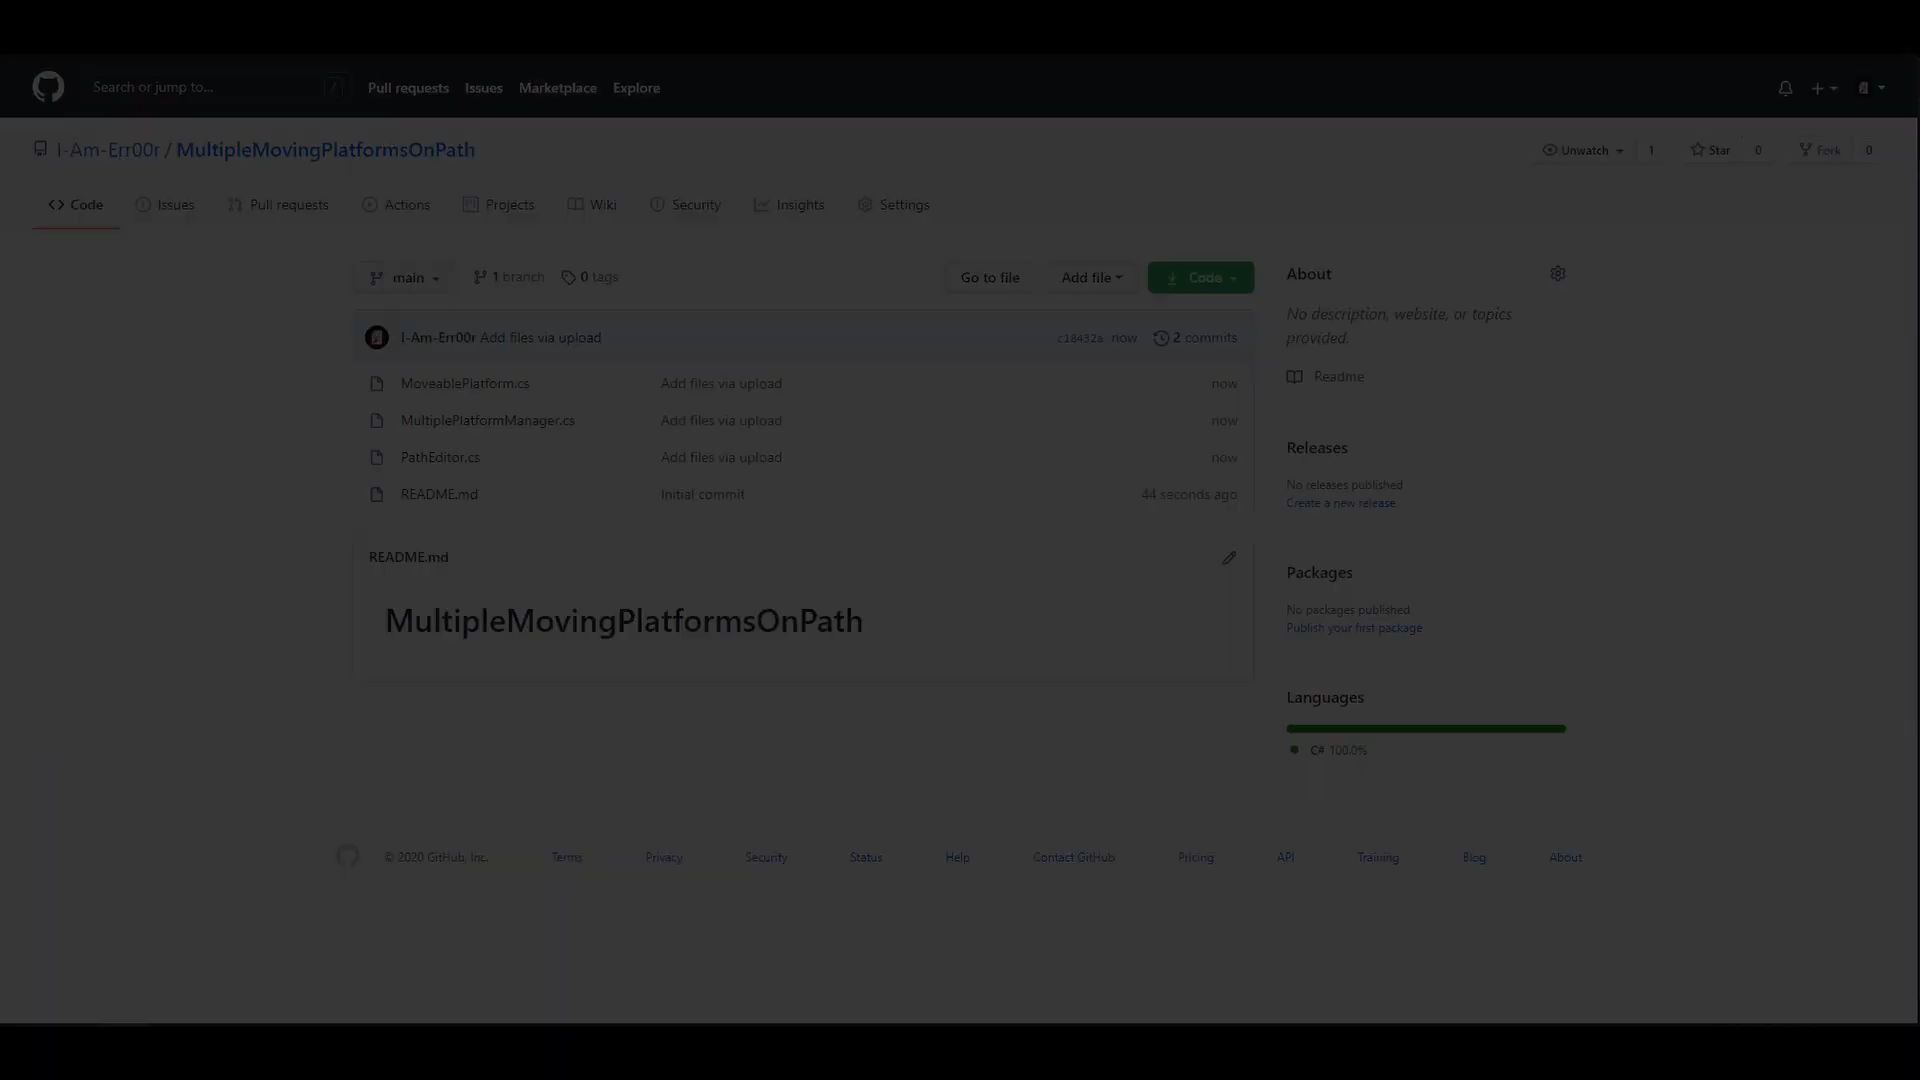 Search or jump to... /
Pull requests Issues Marketplace Explore
I-Am-Err00r / MultipleMovingPlatformsOnPath
Unwatch 1 Star 0 Fork 0
Code Issues Pull requests Actions Projects Wiki Security Insights Settings
main 1 branch 0 tags Go to file Add file Code
I-Am-Err00r Add files via upload c18432a now 2 commits
MoveablePlatform.cs Add files via upload now
MultiplePlatformManager.cs Add files via upload now
PathEditor.cs Add files via upload now
README.md Initial commit 44 seconds ago
README.md
MultipleMovingPlatformsOnPath
About
No description, website, or topics
provided.
Readme
Releases
No releases published
Create a new release
Packages
No packages published
Publish your first package
Languages
C# 100.0%
© 2020 GitHub, Inc. Terms Privacy Security Status Help Contact GitHub Pricing API Training Blog About